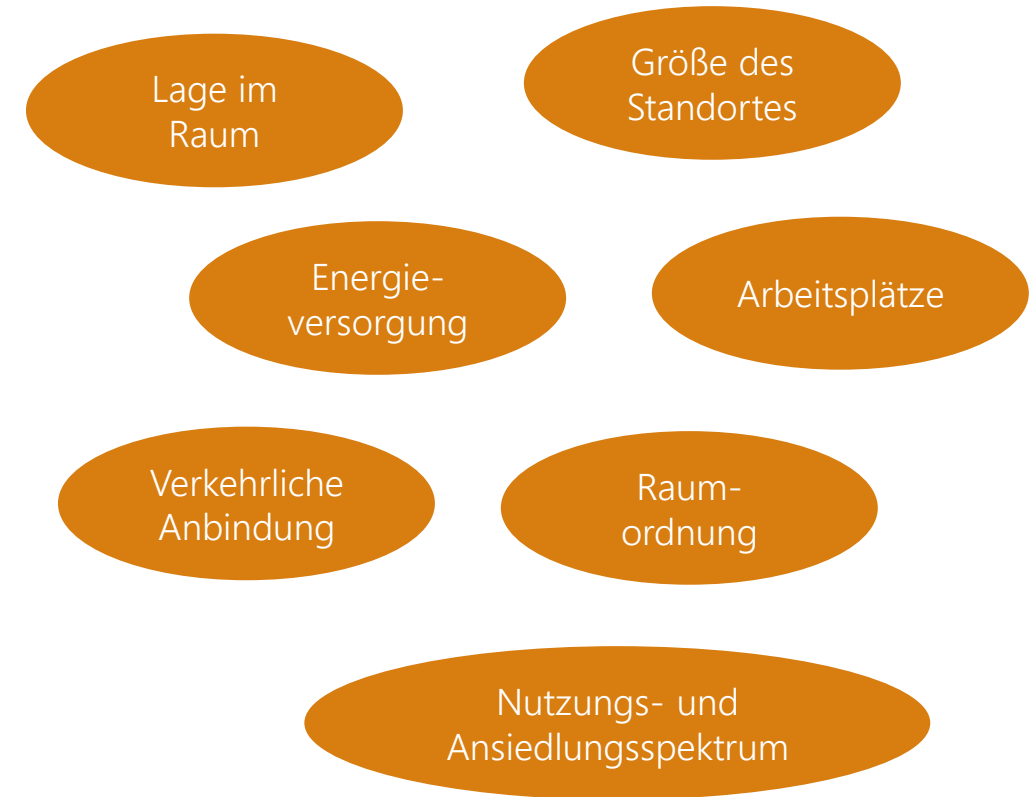 Lage im
Raum
Größe des
Standortes
Energie-
versorgung
Arbeitsplätze
Verkehrliche
Anbindung
Raum-
ordnung
Nutzungs- und
Ansiedlungsspektrum